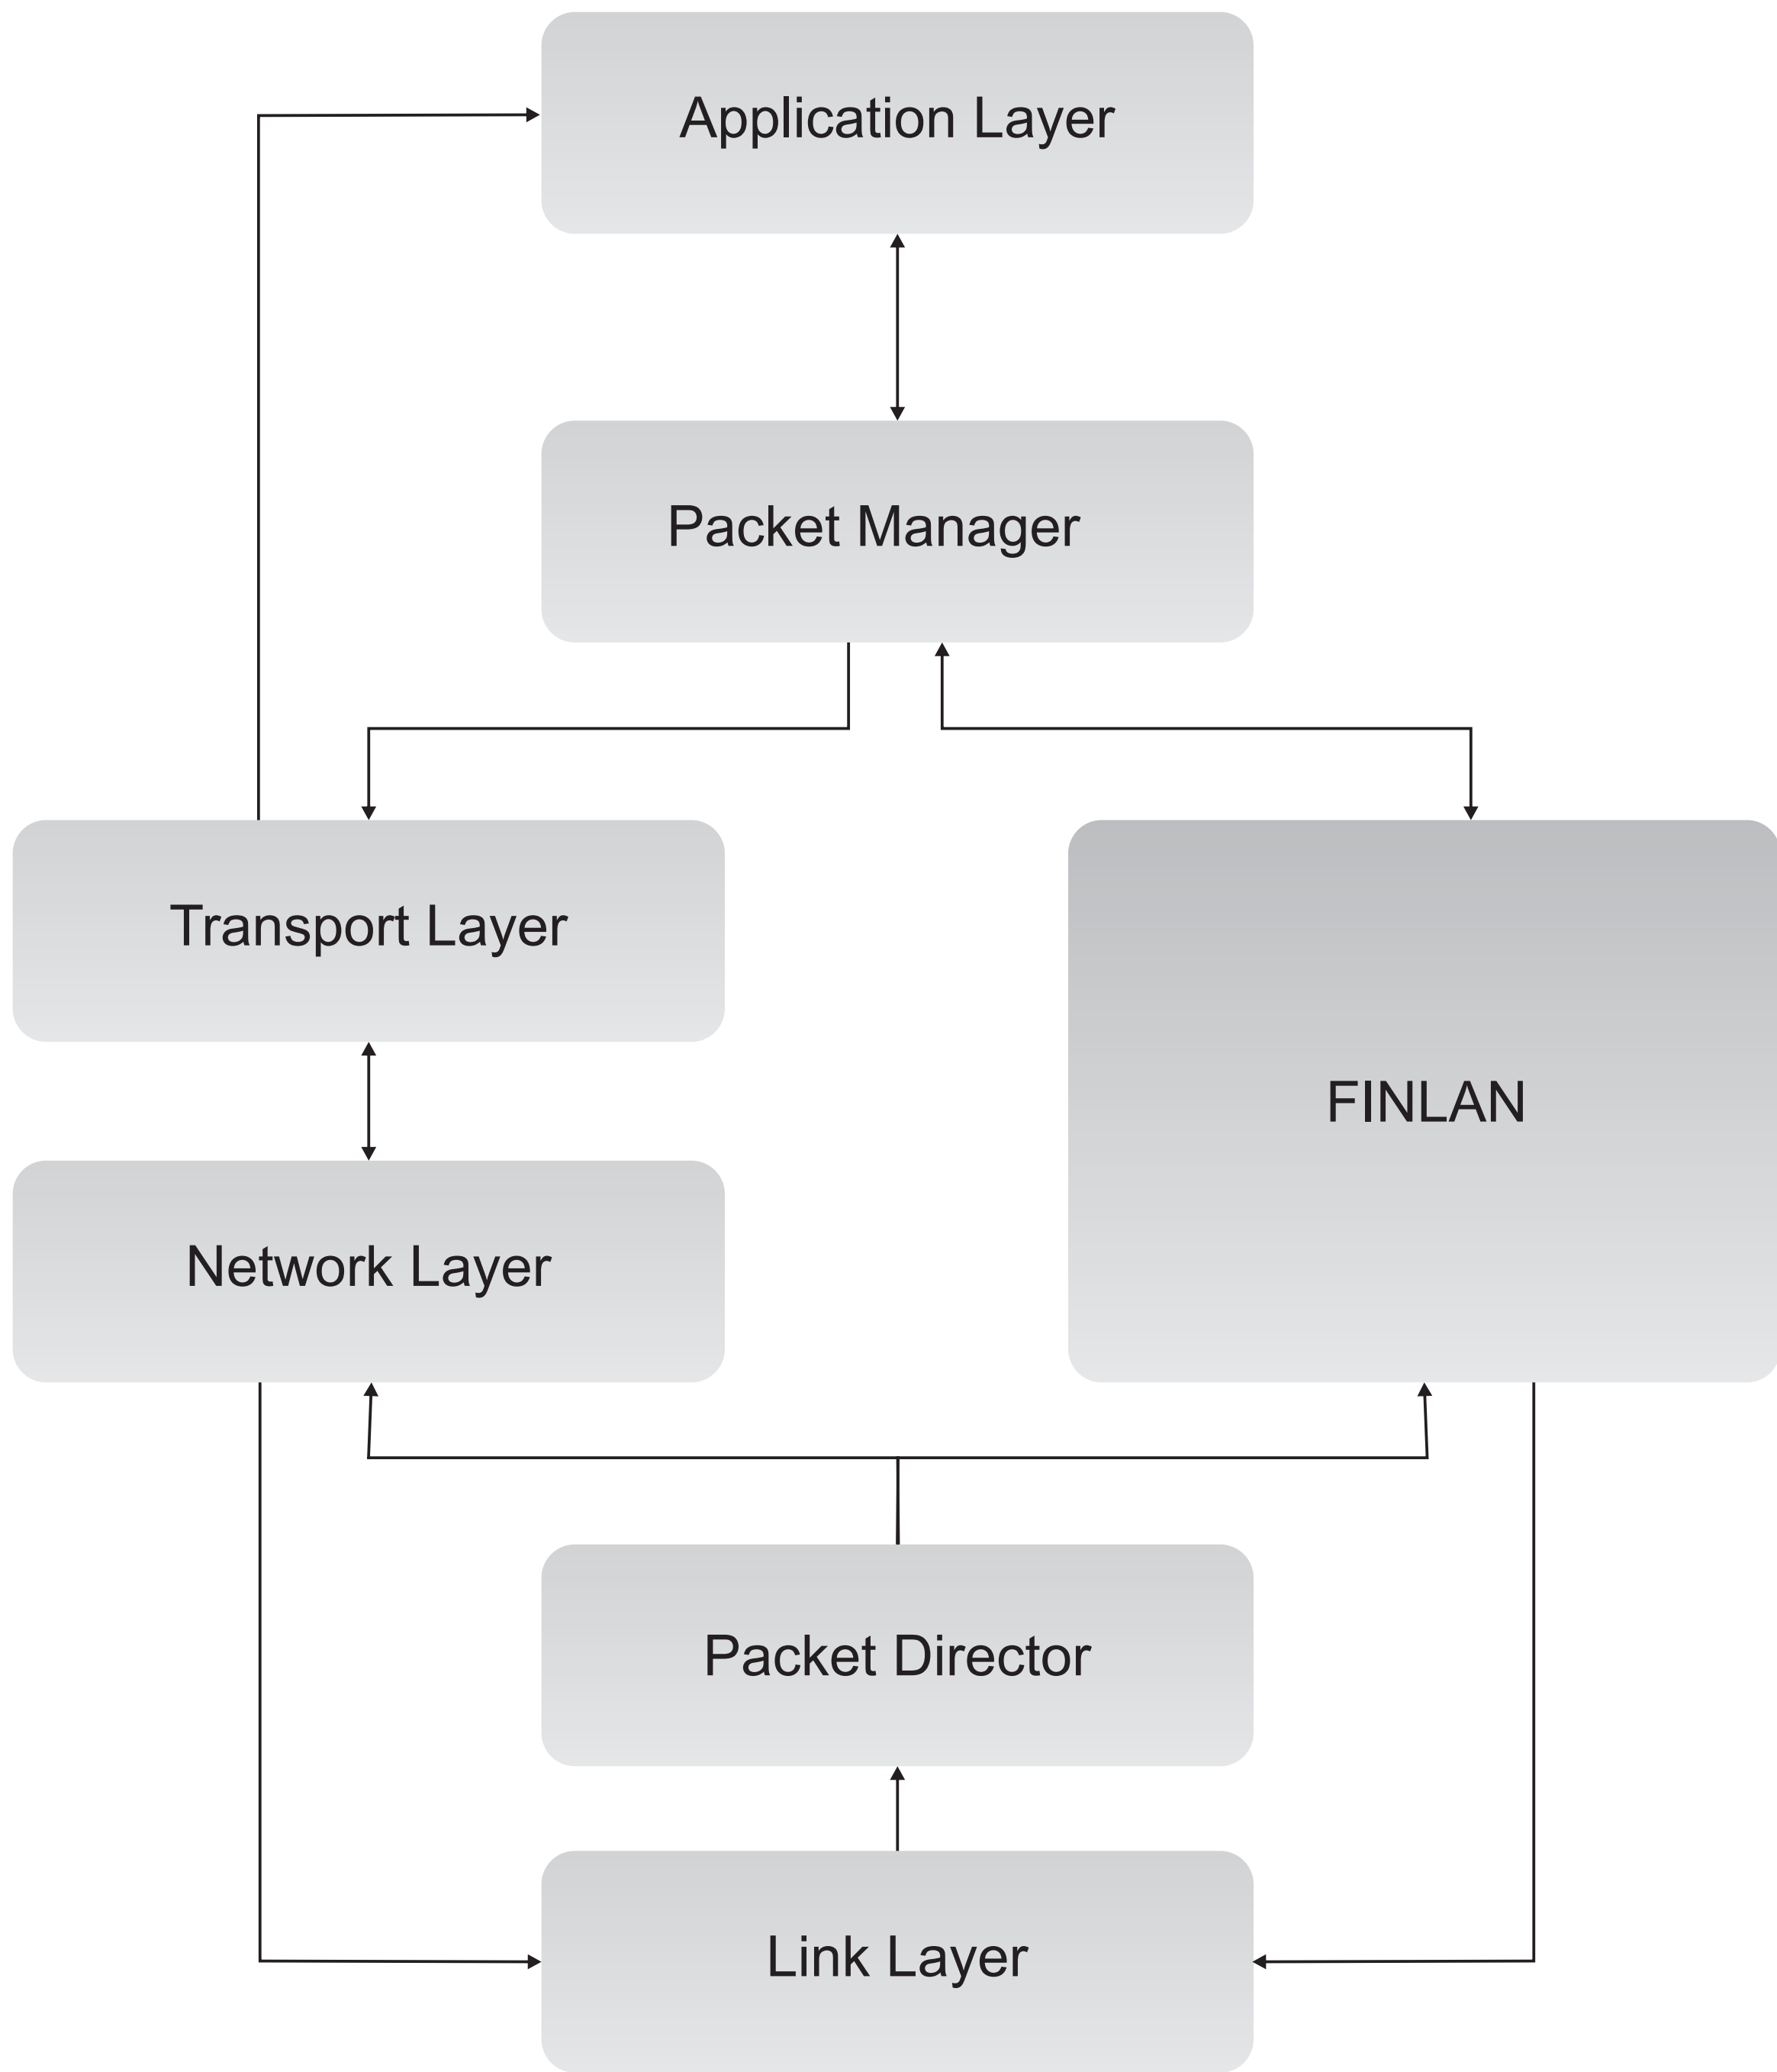 Application Layer
Packet Manager
Transport Layer
FINLAN
Network Layer
Packet Director
Link Layer